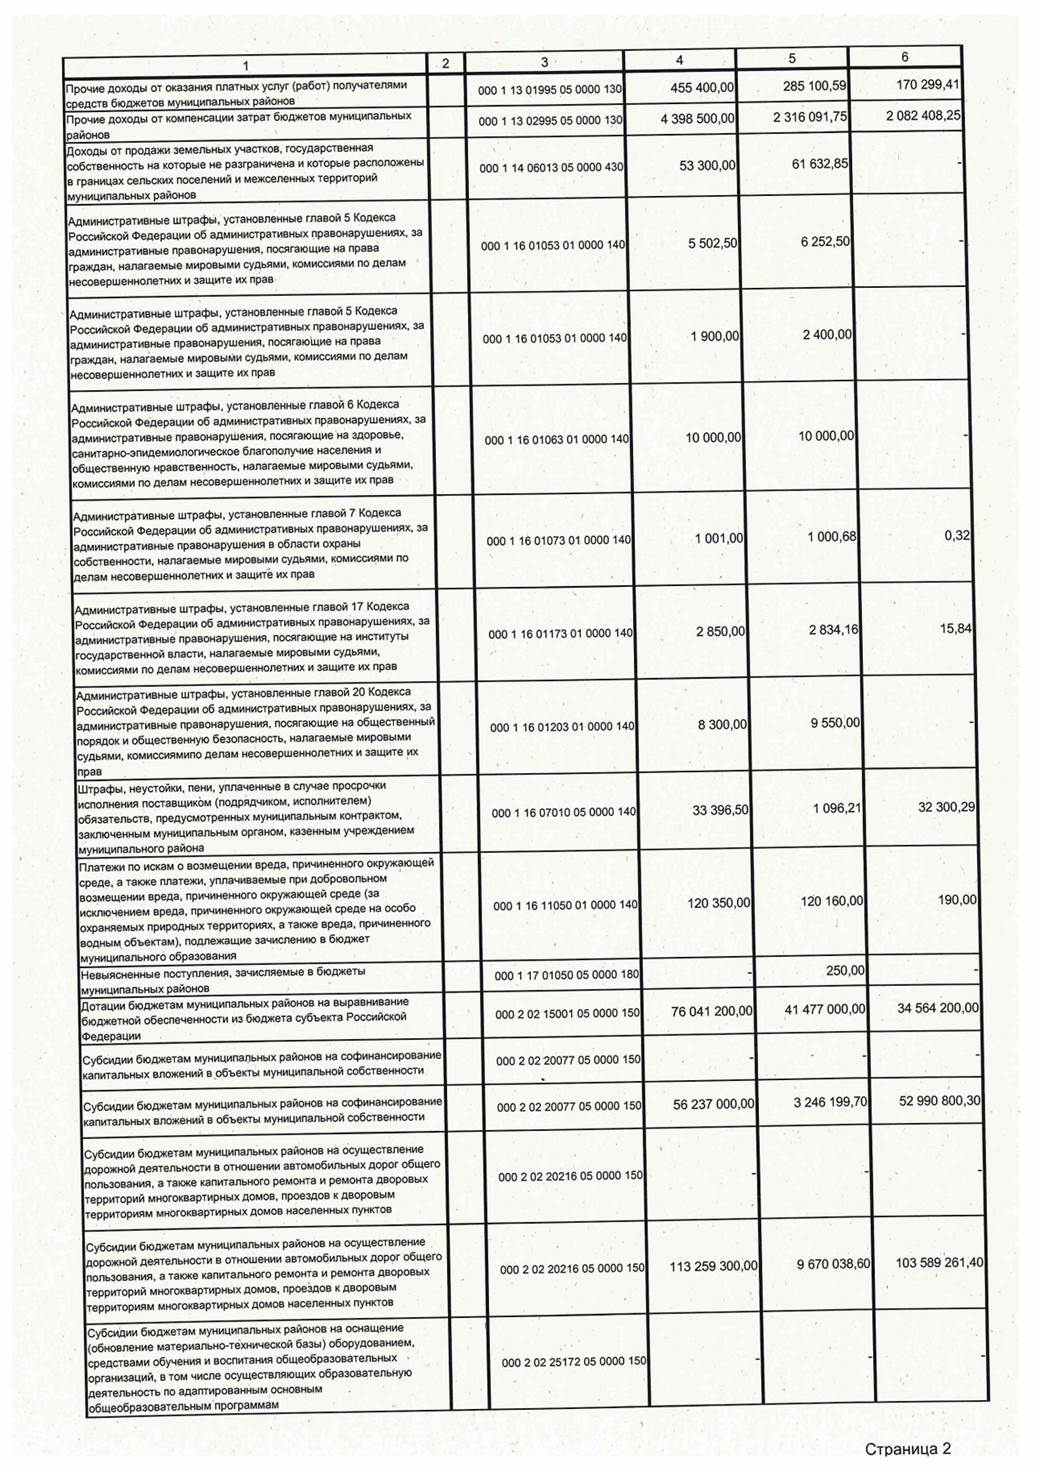 1 2 3 4 5 6
Прочие доходы от оказания платных услуг (работ) получателями
средств бюджетов муниципальных районов
000 1 13 01995 05 0000 130 455 400,00 285 100,59 170 299,41
Прочие доходы от компенсации затрат бюджетов муниципальных
районов
000 1 13 02995 05 0000 130 4 398 500,00 2 316 091,75 2 082 408,25
Доходы от продажи земельных участков, государственная
собственность на которые не разграничена и которые расположены
в границах сельских поселений и межселенных территорий
муниципальных районов
000 1 14 06013 05 0000 430 53 300,00 61 632,85 -
Административные штрафы, установленные главой 5 Кодекса
Российской Федерации об административных правонарушениях, за
административные правонарушения, посягающие на права
граждан, налагаемые мировыми судьями, комиссиями по делам
несовершеннолетних и защите их прав
000 1 16 01053 01 0000 140 5 502,50 6 252,50 -
Административные штрафы, установленные главой 5 Кодекса
Российской Федерации об административных правонарушениях, за
административные правонарушения, посягающие на права
граждан, налагаемые мировыми судьями, комиссиями по делам
несовершеннолетних и защите их прав
000 1 16 01053 01 0000 140 1 900,00 2 400,00 -
Административные штрафы, установленные главой 6 Кодекса
Российской Федерации об административных правонарушениях, за
административные правонарушения, посягающие на здоровье,
санитарно-эпидемиологическое благополучие населения и
общественную нравственность, налагаемые мировыми судьями,
комиссиями по делам несовершеннолетних и защите их прав
000 1 16 01063 01 0000 140 10 000,00 10 000,00 -
Административные штрафы, установленные главой 7 Кодекса
Российской Федерации об административных правонарушениях, за
административные правонарушения в области охраны
собственности, налагаемые мировыми судьями, комиссиями по
делам несовершеннолетних и защите их прав
000 1 16 01073 01 0000 140 1 001,00 1 000,68 0,32
Административные штрафы, установленные главой 17 Кодекса
Российской Федерации об административных правонарушениях, за
административные правонарушения, посягающие на институты
государственной власти, налагаемые мировыми судьями,
комиссиями по делам несовершеннолетних и защите их прав
000 1 16 01173 01 0000 140 2 850,00 2 834,16 15,84
Административные штрафы, установленные главой 20 Кодекса
Российской Федерации об административных правонарушениях, за
административные правонарушения, посягающие на общественный
порядок и общественную безопасность, налагаемые мировыми
судьями, комиссиямипо делам несовершеннолетних и защите их
прав
000 1 16 01203 01 0000 140 8 300,00 9 550,00 -
Штрафы, неустойки, пени, уплаченные в случае просрочки
исполнения поставщиком (подрядчиком, исполнителем)
обязательств, предусмотренных муниципальным контрактом,
заключенным муниципальным органом, казенным учреждением
муниципального района
000 1 16 07010 05 0000 140 33 396,50 1 096,21 32 300,29
Платежи по искам о возмещении вреда, причиненного окружающей
среде, а также платежи, уплачиваемые при добровольном
возмещении вреда, причиненного окружающей среде (за
исключением вреда, причиненного окружающей среде на особо
охраняемых природных территориях, а также вреда, причиненного
водным объектам), подлежащие зачислению в бюджет
муниципального образования
000 1 16 11050 01 0000 140 120 350,00 120 160,00 190,00
Невыясненные поступления, зачисляемые в бюджеты
муниципальных районов
000 1 17 01050 05 0000 180 - 250,00 -
Дотации бюджетам муниципальных районов на выравнивание
бюджетной обеспеченности из бюджета субъекта Российской
Федерации
000 2 02 15001 05 0000 150 76 041 200,00 41 477 000,00 34 564 200,00
Субсидии бюджетам муниципальных районов на софинансирование
капитальных вложений в объекты муниципальной собственности
000 2 02 20077 05 0000 150 - - -
Субсидии бюджетам муниципальных районов на софинансирование
капитальных вложений в объекты муниципальной собственности
000 2 02 20077 05 0000 150 56 237 000,00 3 246 199,70 52 990 800,30
Субсидии бюджетам муниципальных районов на осуществление
дорожной деятельности в отношении автомобильных дорог общего
пользования, а также капитального ремонта и ремонта дворовых
территорий многоквартирных домов, проездов к дворовым
территориям многоквартирных домов населенных пунктов
000 2 02 20216 05 0000 150 - - -
Субсидии бюджетам муниципальных районов на осуществление
дорожной деятельности в отношении автомобильных дорог общего
пользования, а также капитального ремонта и ремонта дворовых
территорий многоквартирных домов, проездов к дворовым
территориям многоквартирных домов населенных пунктов
000 2 02 20216 05 0000 150 113 259 300,00 9 670 038,60 103 589 261,40
Субсидии бюджетам муниципальных районов на оснащение
(обновление материально-технической базы) оборудованием,
средствами обучения и воспитания общеобразовательных
организаций, в том числе осуществляющих образовательную
деятельность по адаптированным основным
общеобразовательным программам
000 2 02 25172 05 0000 150 - - -
Страница 2